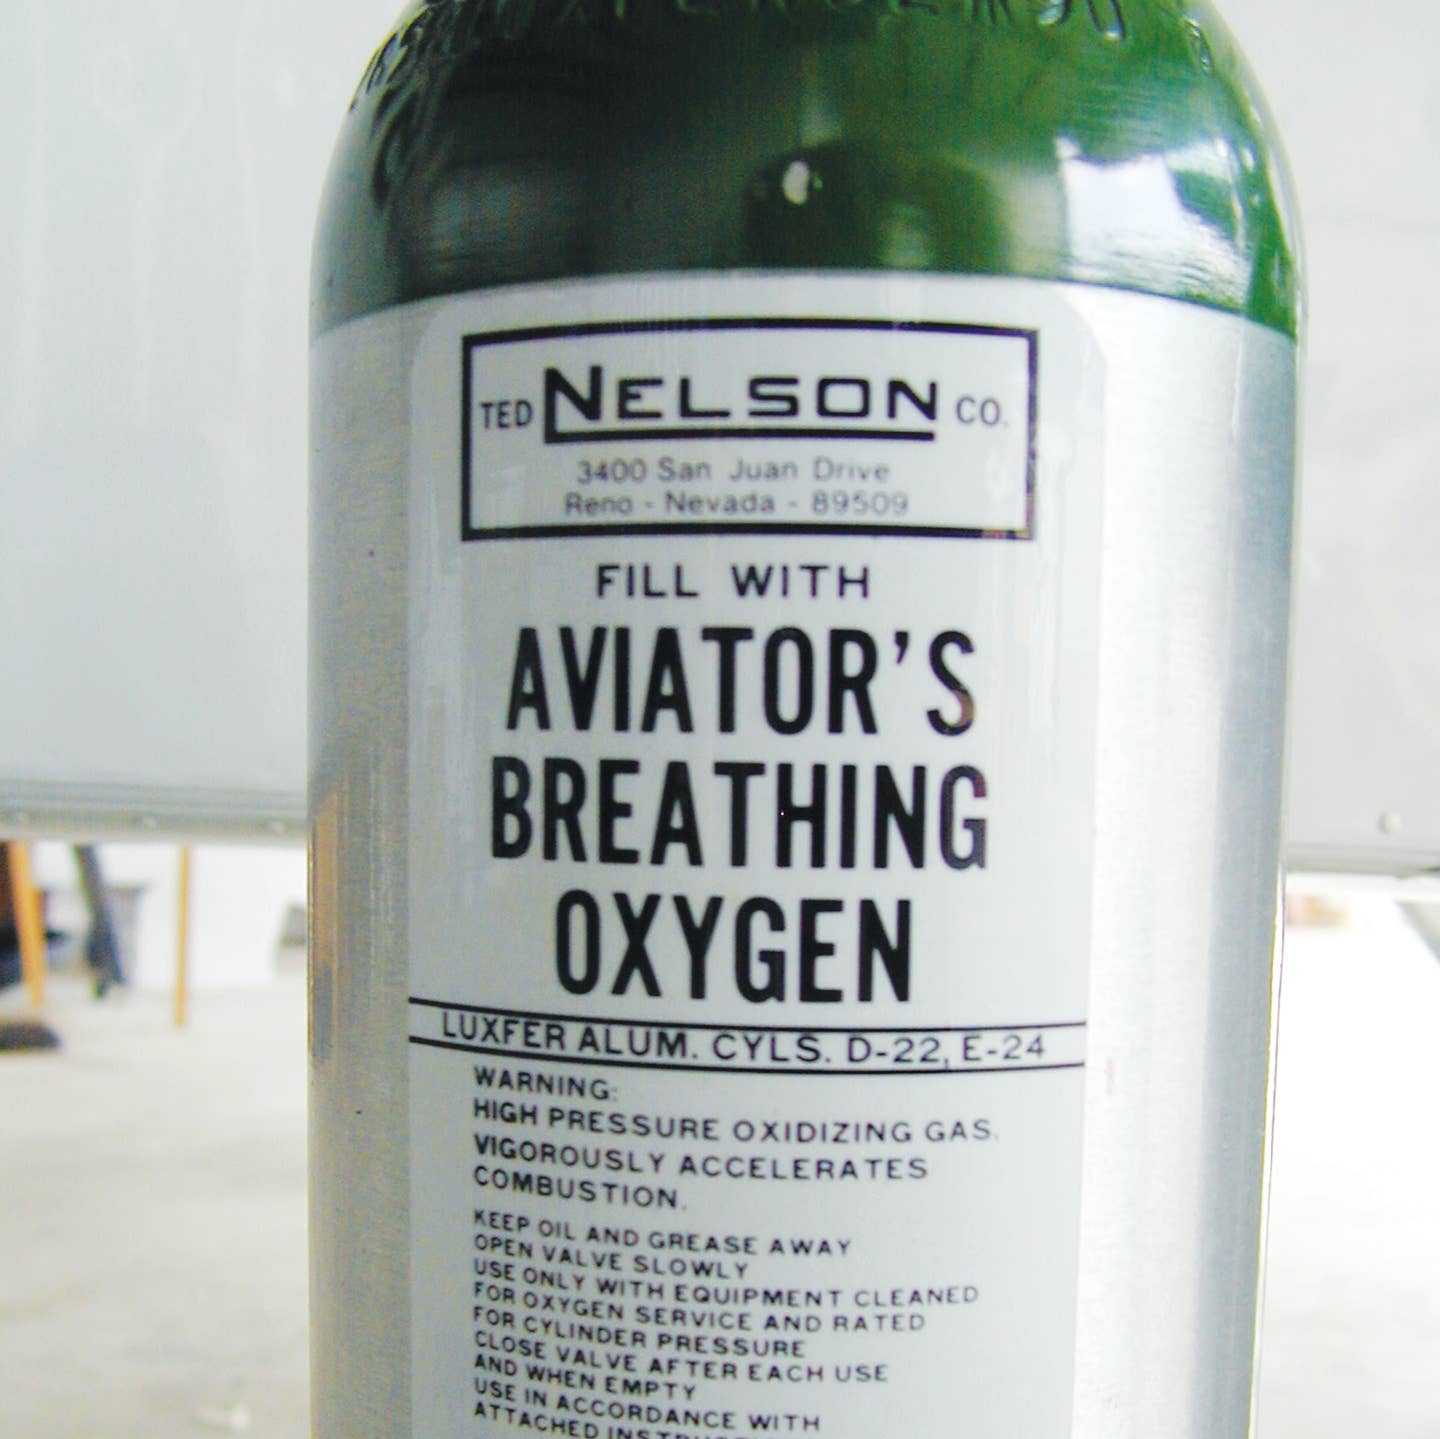 TED NELSON CO.
3400 San Juan Drive
Reno - Nevada - 89509
FILL WITH
AVIATOR'S
BREATHING
OXYGEN
LUXFER ALUM. CYLS. D-22, E-24
WARNING:
HIGH PRESSURE OXIDIZING GAS.
VIGOROUSLY ACCELERATES
COMBUSTION.
KEEP OIL AND GREASE AWAY
OPEN VALVE SLOWLY
USE ONLY WITH EQUIPMENT CLEANED
FOR OXYGEN SERVICE AND RATED
FOR CYLINDER PRESSURE
CLOSE VALVE AFTER EACH USE
AND WHEN EMPTY
USE IN ACCORDANCE WITH
ATTACHED